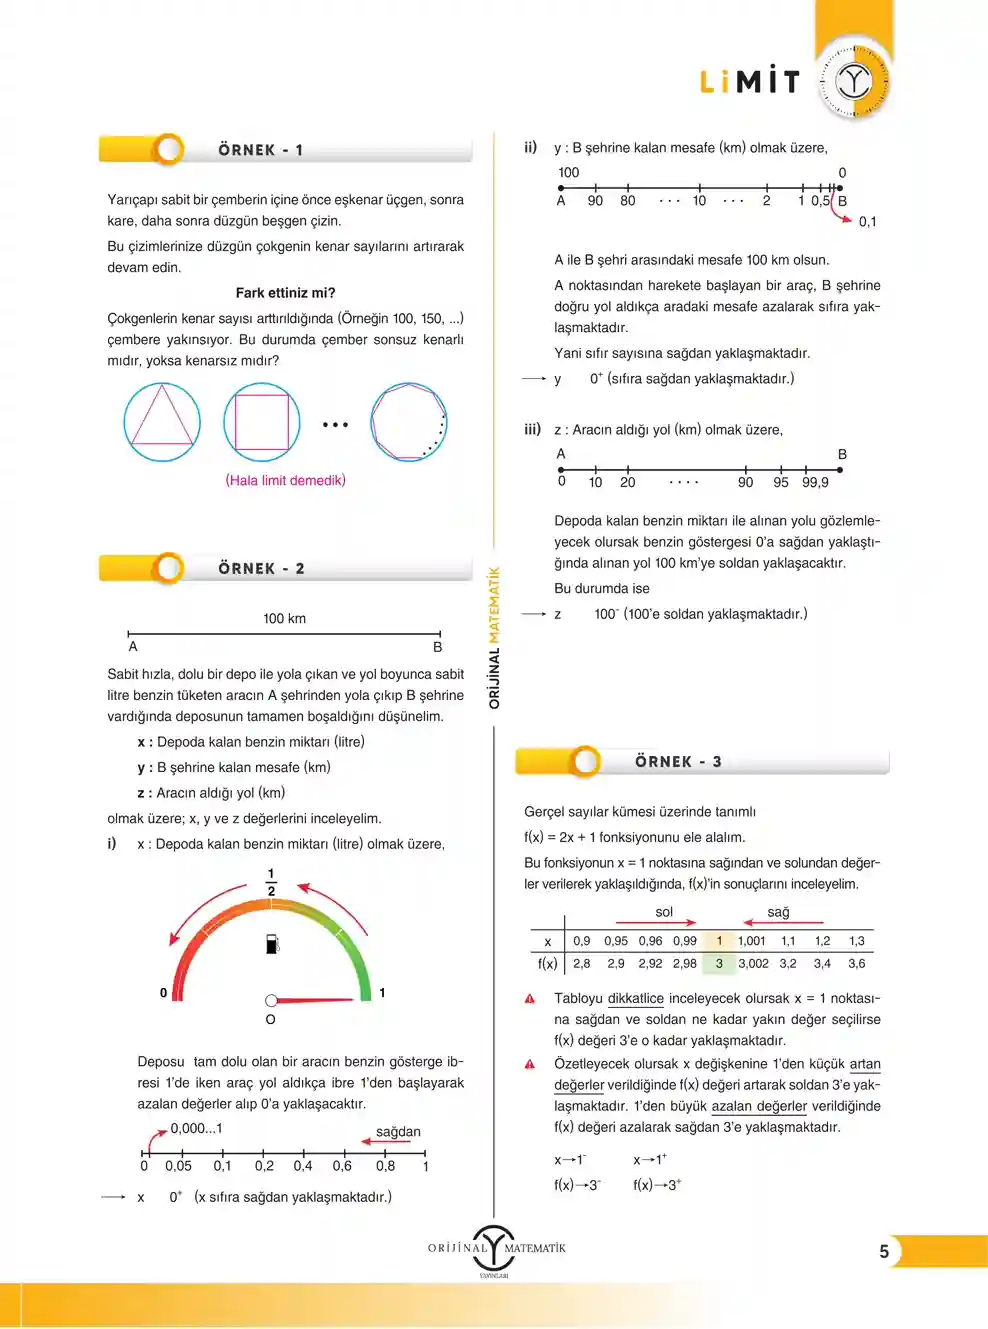 LiMİT
ÖRNEK - 1
Yarıçapı sabit bir çemberin içine önce eşkenar üçgen, sonra
kare, daha sonra düzgün beşgen çizin.
Bu çizimlerinize düzgün çokgenin kenar sayılarını artırarak
devam edin.
Fark ettiniz mi?
Çokgenlerin kenar sayısı arttırıldığında (Örneğin 100, 150, ...)
çembere yakınsıyor. Bu durumda çember sonsuz kenarlı
mıdır, yoksa kenarsız mıdır?
(Hala limit demedik)
ÖRNEK - 2
100 km
A B
Sabit hızla, dolu bir depo ile yola çıkan ve yol boyunca sabit
litre benzin tüketen aracın A şehrinden yola çıkıp B şehrine
vardığında deposunun tamamen boşaldığını düşünelim.
x : Depoda kalan benzin miktarı (litre)
y : B şehrine kalan mesafe (km)
z : Aracın aldığı yol (km)
olmak üzere; x, y ve z değerlerini inceleyelim.
i) x : Depoda kalan benzin miktarı (litre) olmak üzere,
1
2
0 1
O
Deposu tam dolu olan bir aracın benzin gösterge ib-
resi 1'de iken araç yol aldıkça ibre 1'den başlayarak
azalan değerler alıp 0'a yaklaşacaktır.
0,000...1 sağdan
0 0,05 0,1 0,2 0,4 0,6 0,8 1
→ x 0⁺ (x sıfıra sağdan yaklaşmaktadır.)
ORİJİNAL MATEMATİK
ii) y : B şehrine kalan mesafe (km) olmak üzere,
100 0
A 90 80 ···· 10 ··· 2 1 0,5 B
0,1
A ile B şehri arasındaki mesafe 100 km olsun.
A noktasından harekete başlayan bir araç, B şehrine
doğru yol aldıkça aradaki mesafe azalarak sıfıra yak-
laşmaktadır.
Yani sıfır sayısına sağdan yaklaşmaktadır.
→ y 0⁺ (sıfıra sağdan yaklaşmaktadır.)
iii) z : Aracın aldığı yol (km) olmak üzere,
A B
0 10 20 ···· 90 95 99,9
Depoda kalan benzin miktarı ile alınan yolu gözlemle-
yecek olursak benzin göstergesi 0'a sağdan yaklaştı-
ğında alınan yol 100 km'ye soldan yaklaşacaktır.
Bu durumda ise
→ z 100⁻ (100'e soldan yaklaşmaktadır.)
ÖRNEK - 3
Gerçel sayılar kümesi üzerinde tanımlı
f(x) = 2x + 1 fonksiyonunu ele alalım.
Bu fonksiyonun x = 1 noktasına sağından ve solundan değer-
ler verilerek yaklaşıldığında, f(x)'in sonuçlarını inceleyelim.
sol sağ
x 0,9 0,95 0,96 0,99 1 1,001 1,1 1,2 1,3
f(x) 2,8 2,9 2,92 2,98 3 3,002 3,2 3,4 3,6
Tabloyu dikkatlice inceleyecek olursak x = 1 noktası-
na sağdan ve soldan ne kadar yakın değer seçilirse
f(x) değeri 3'e o kadar yaklaşmaktadır.
Özetleyecek olursak x değişkenine 1'den küçük artan
değerler verildiğinde f(x) değeri artarak soldan 3'e yak-
laşmaktadır. 1'den büyük azalan değerler verildiğinde
f(x) değeri azalarak sağdan 3'e yaklaşmaktadır.
x→1⁻ x→1⁺
f(x)→3⁻ f(x)→3⁺
ORİJİNAL MATEMATİK
YAYINLARI
5